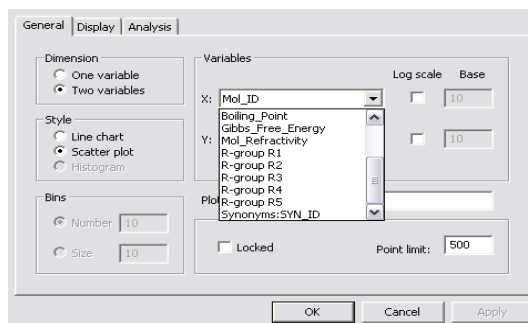 General Display Analysis
Dimension
One variable
Two variables
Style
Line chart
Scatter plot
Histogram
Bins
Number 10
Size 10
Variables
Log scale Base
X: Mol_ID 10
Boiling_Point
Gibbs_Free_Energy
Mol_Refractivity
R-group R1
R-group R2
R-group R3
R-group R4
R-group R5
Synonyms:SYN_ID
Y: 10
Plo
Locked Point limit: 500
OK Cancel Apply